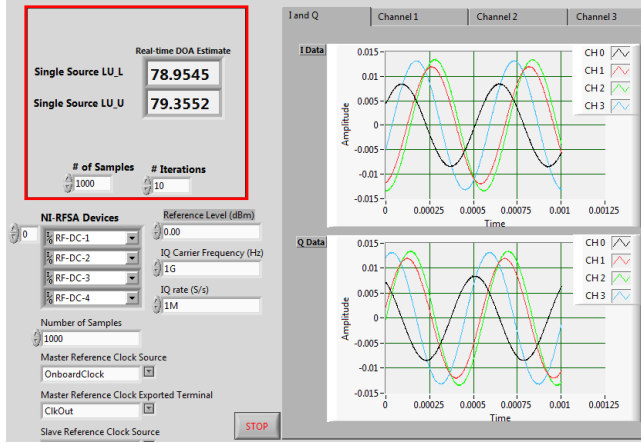 Real-time DOA Estimate
Single Source LU_L 78.9545
Single Source LU_U 79.3552
# of Samples # Iterations
1000 10
NI-RFSA Devices
0
RF-DC-1
RF-DC-2
RF-DC-3
RF-DC-4
Reference Level (dBm)
0.00
IQ Carrier Frequency (Hz)
1G
IQ rate (S/s)
1M
Number of Samples
1000
Master Reference Clock Source
OnboardClock
Master Reference Clock Exported Terminal
ClkOut
Slave Reference Clock Source
STOP
I and Q Channel 1 Channel 2 Channel 3
I Data
CH 0
CH 1
CH 2
CH 3
Amplitude
0.015
0.01
0.005
0
-0.005
-0.01
-0.015
0 0.00025 0.0005 0.00075 0.001 0.00125
Time
Q Data
CH 0
CH 1
CH 2
CH 3
Amplitude
0.015
0.01
0.005
0
-0.005
-0.01
-0.015
0 0.00025 0.0005 0.00075 0.001 0.00125
Time